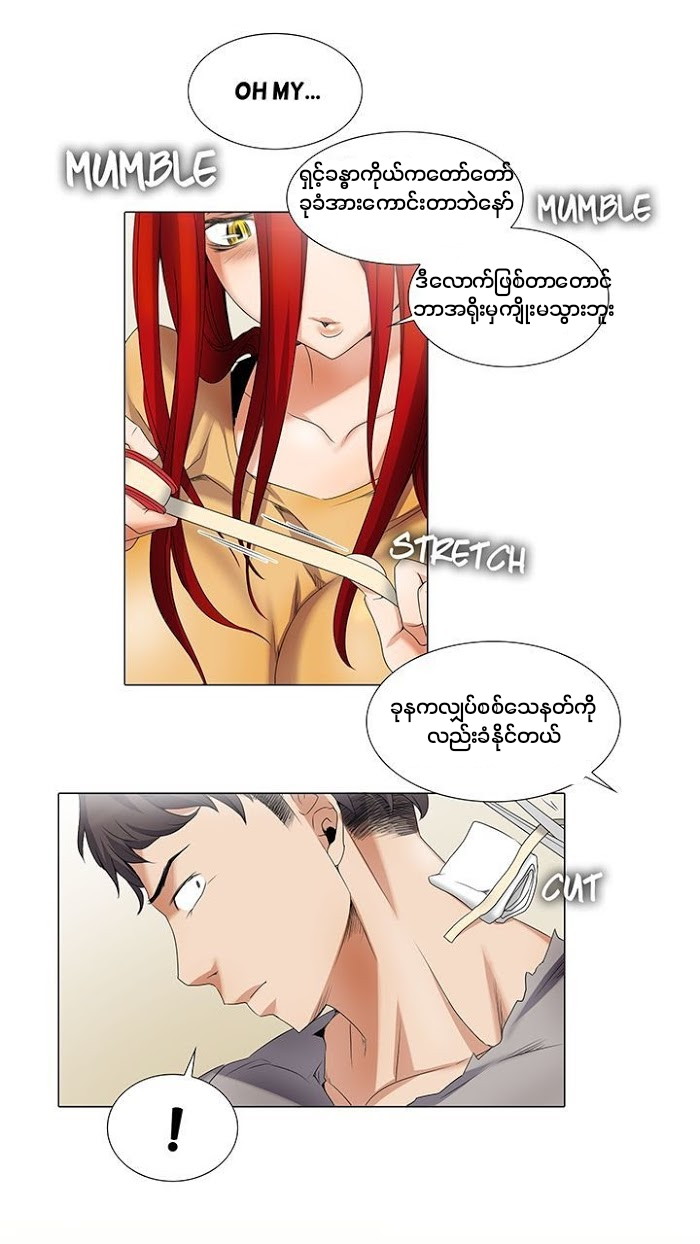 OH MY...
MUMBLE
ရှင့်ခန္ဓာကိုယ်ကတော်တော်
ခုခံအားကောင်းတာဘဲနော်
MUMBLE
ဒီလောက်ဖြစ်တာတောင်
ဘာအရိုးမှကျိုးမသွားဘူး
STRETCH
ခုနကလျှပ်စစ်သေနတ်ကို
လည်းခံနိုင်တယ်
CUT
!